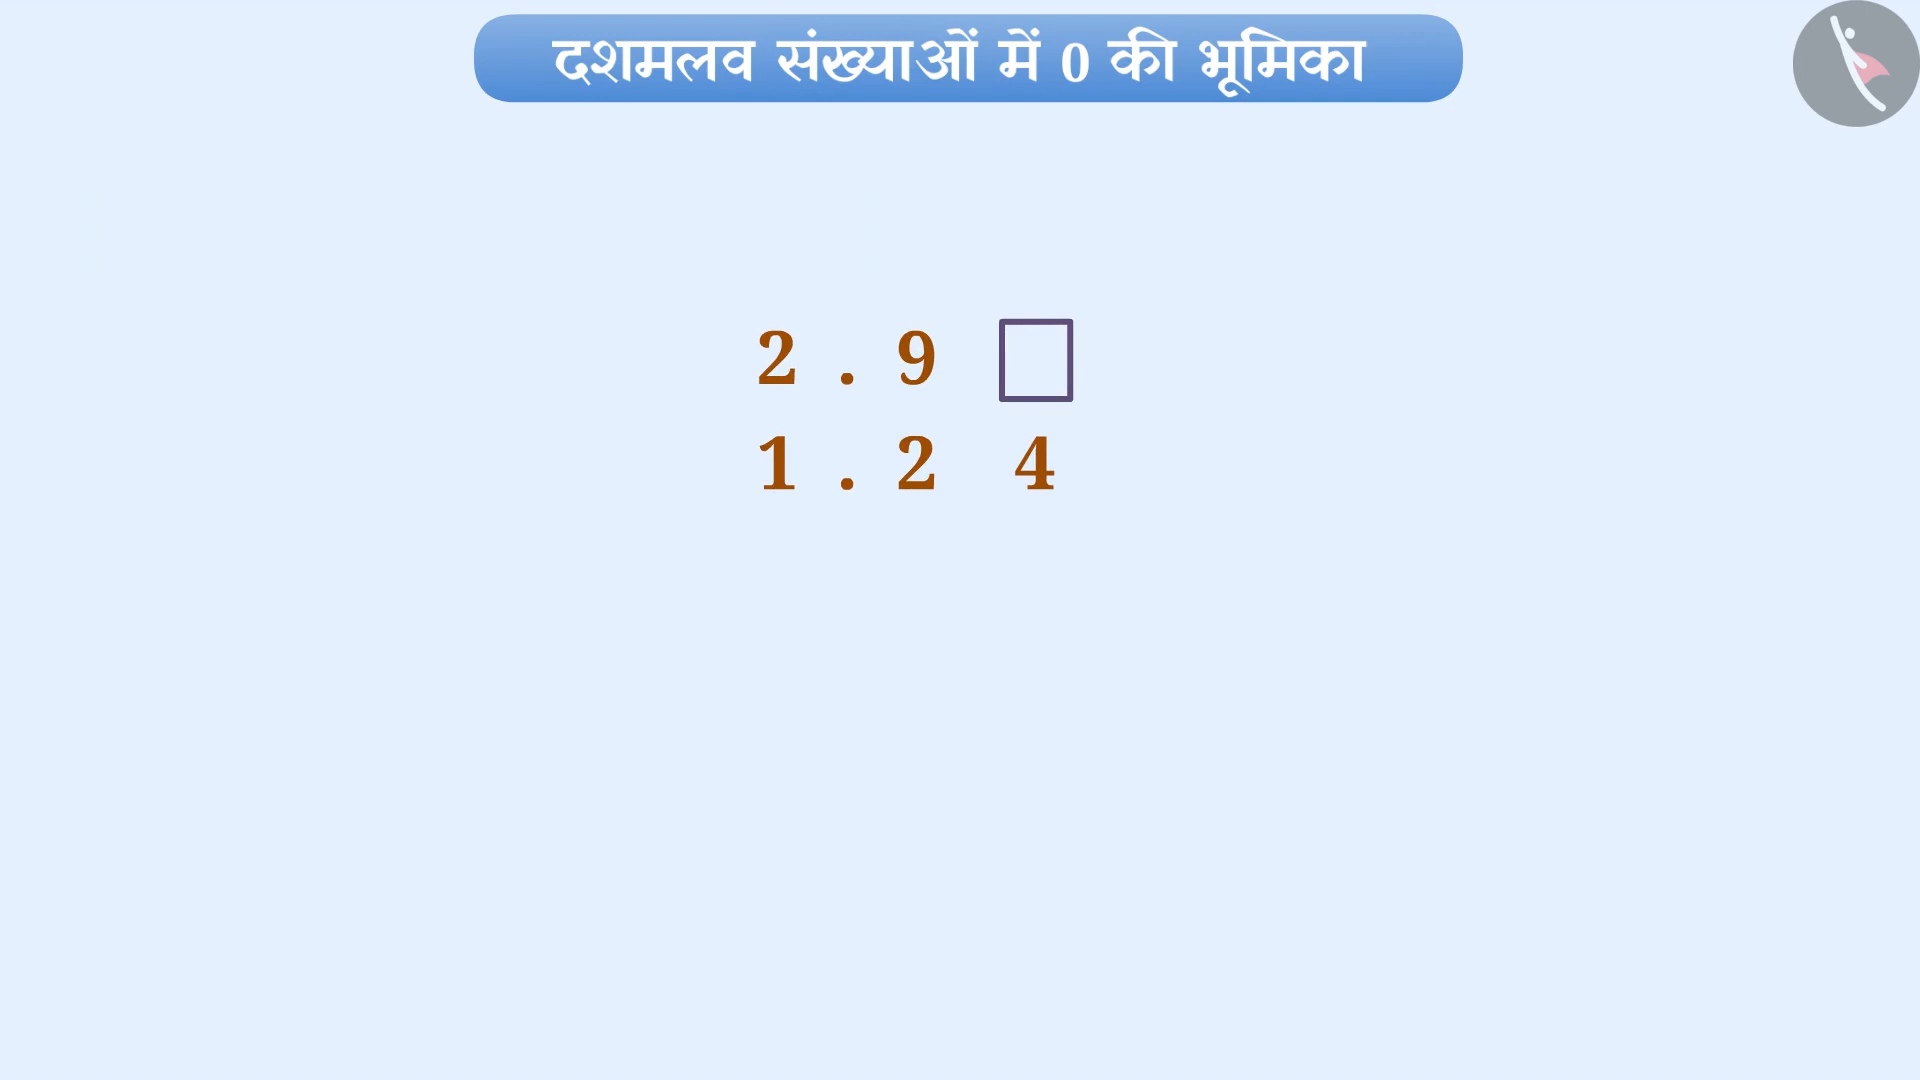 दशमलव संख्याओं में 0 की भूमिका
2 . 9
1 . 2 4